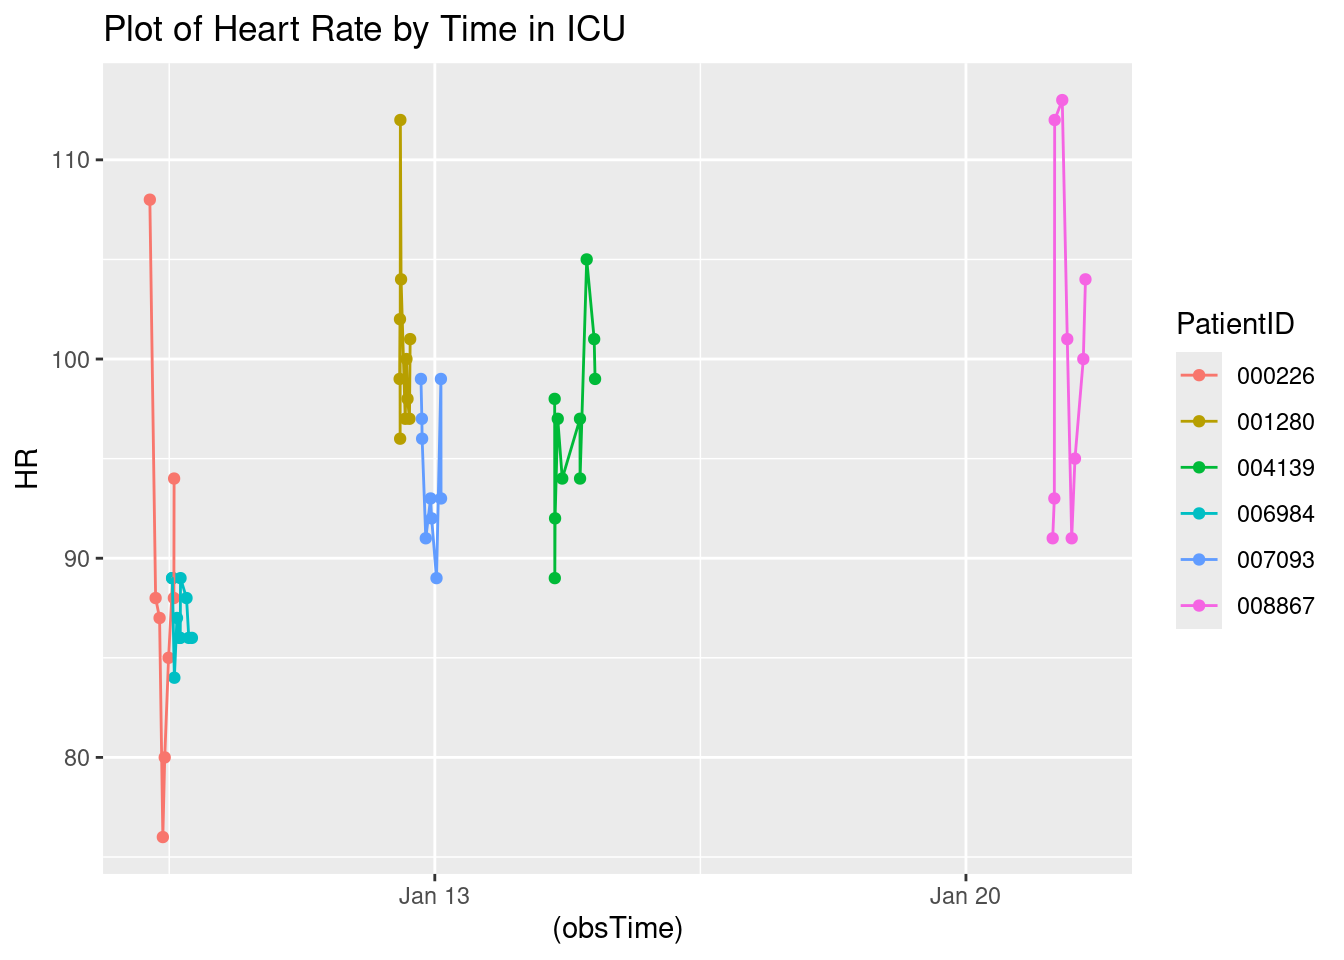 Plot of Heart Rate by Time in ICU
110
100
90
80
HR
Jan 13
Jan 20
(obsTime)
PatientID
000226
001280
004139
006984
007093
008867